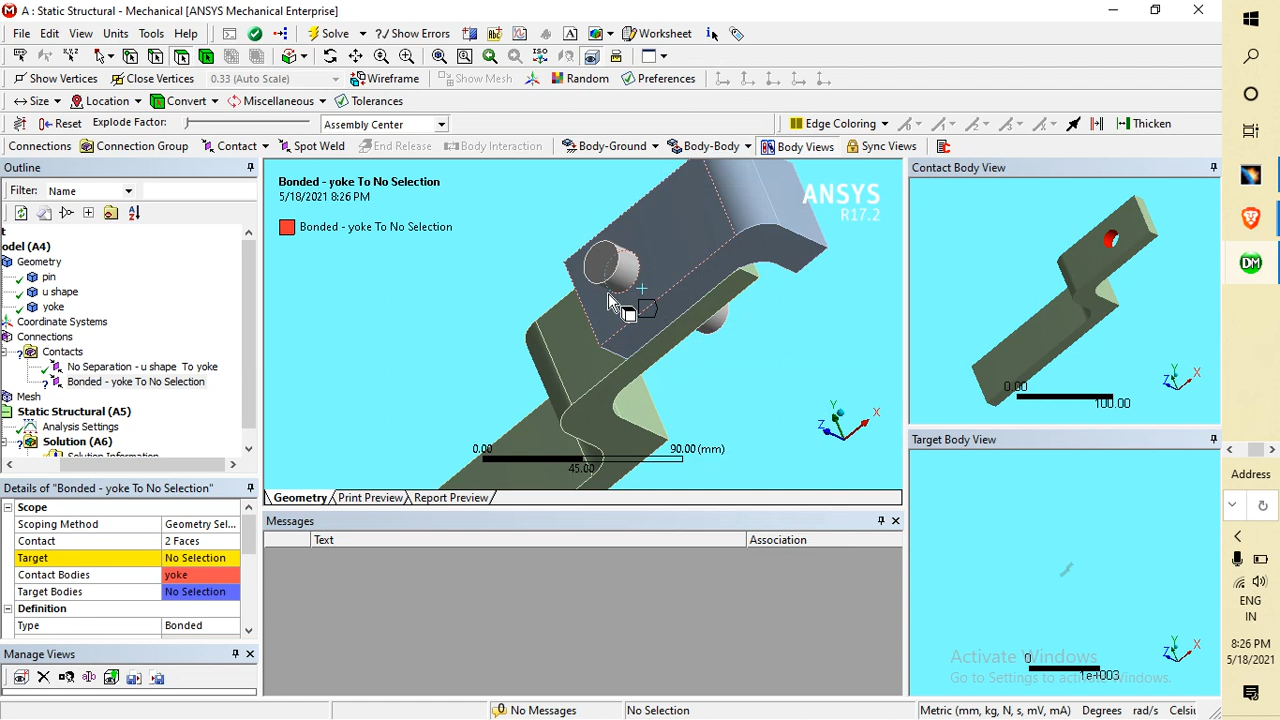 A : Static Structural - Mechanical [ANSYS Mechanical Enterprise]
File Edit View Units Tools Help Solve ?/ Show Errors Worksheet
Show Vertices Close Vertices 0.33 (Auto Scale) Wireframe Show Mesh Random Preferences
Size Location Convert Miscellaneous Tolerances
Reset Explode Factor: Assembly Center Edge Coloring Thicken
Connections Connection Group Contact Spot Weld End Release Body Interaction Body-Ground Body-Body Body Views Sync Views
Outline
Filter: Name
t
odel (A4)
Geometry
pin
u shape
yoke
Coordinate Systems
Connections
Contacts
No Separation - u shape To yoke
Bonded - yoke To No Selection
Mesh
Static Structural (A5)
Analysis Settings
Solution (A6)
Solution Information
Details of "Bonded - yoke To No Selection"
Scope
Scoping Method Geometry Sel...
Contact 2 Faces
Target No Selection
Contact Bodies yoke
Target Bodies No Selection
Definition
Type Bonded
Manage Views
Bonded - yoke To No Selection
5/18/2021 8:26 PM
Bonded - yoke To No Selection
ANSYS
R17.2
Y
X
Z
0.00 90.00 (mm)
45.00
Geometry Print Preview Report Preview
Messages
Text Association
Contact Body View
0.00
100.00
Y
X
Z
Target Body View
0
1e+003
Y
X
Z
Activate Windows
Go to Settings to activate Windows.
No Messages No Selection Metric (mm, kg, N, s, mV, mA) Degrees rad/s Celsi
DM
Address
ENG
IN
8:26 PM
5/18/2021